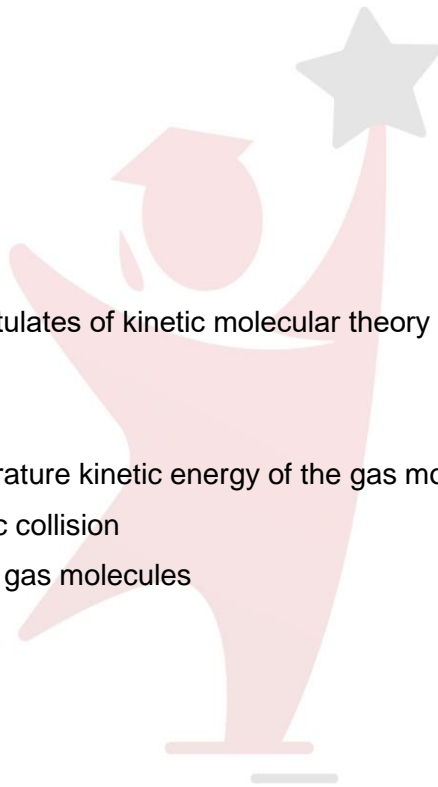 tulates of kinetic molecular theory
rature kinetic energy of the gas mo
c collision
gas molecules